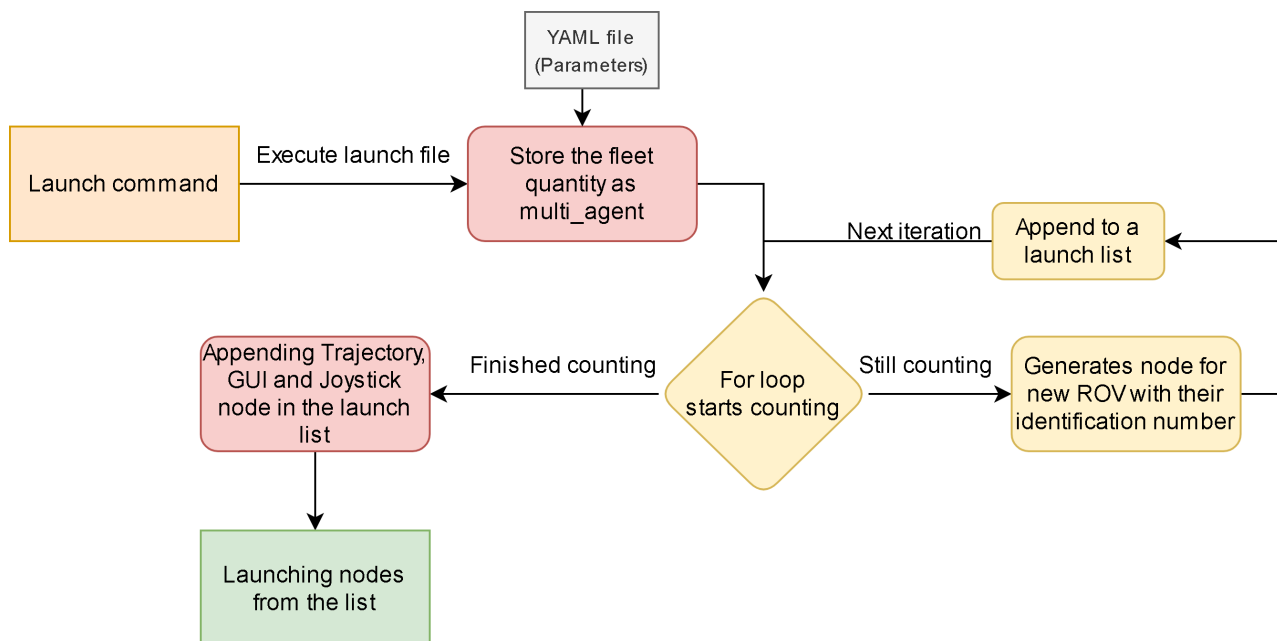 YAML file
(Parameters)
Launch command
Execute launch file
Store the fleet
quantity as
multi_agent
Next iteration
Append to a
launch list
Appending Trajectory,
GUI and Joystick
node in the launch
list
Finished counting
For loop
starts counting
Still counting
Generates node for
new ROV with their
identification number
Launching nodes
from the list